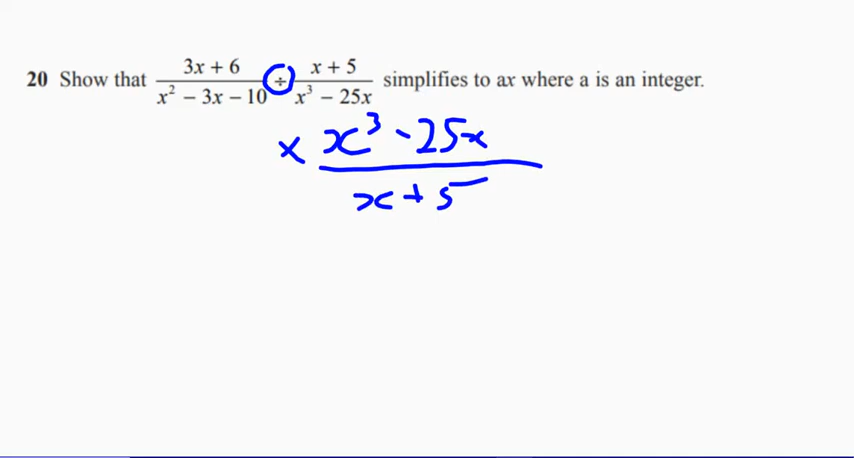 20 Show that (3x + 6)/(x² − 3x − 10) ÷ (x + 5)/(x³ − 25x) simplifies to ax where a is an integer.
× x³ - 25x
x + 5